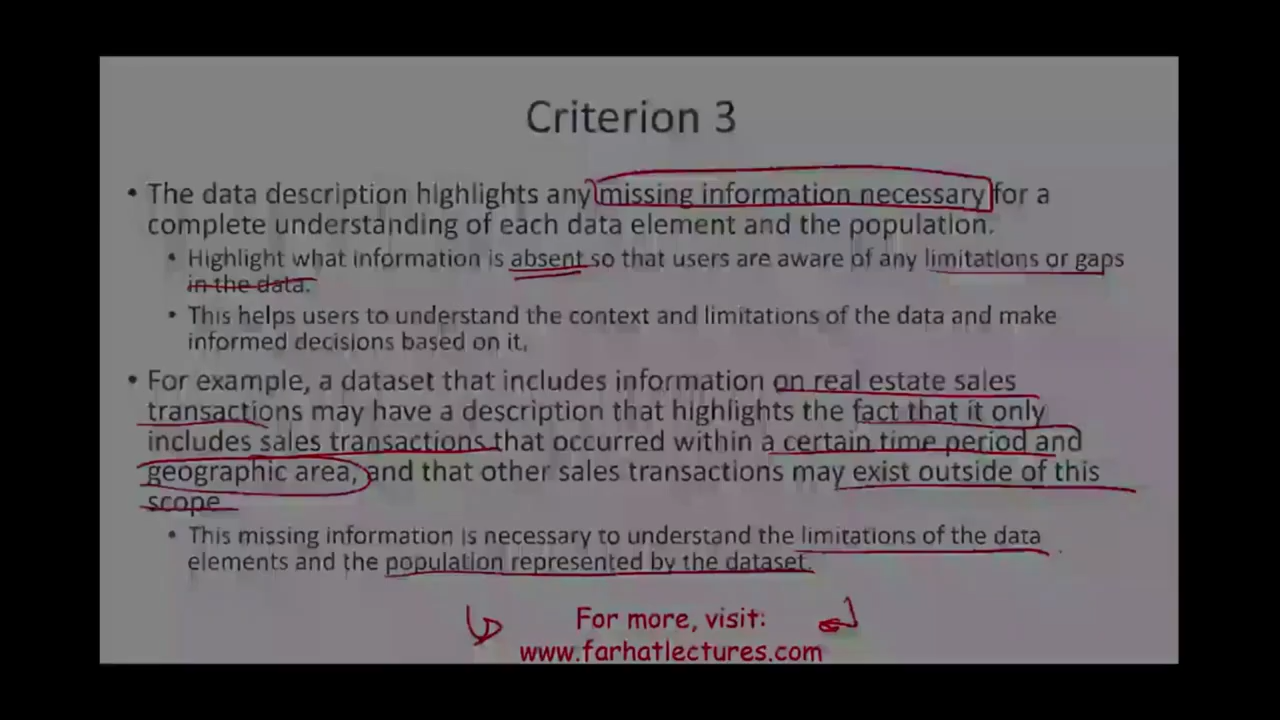 Criterion 3
• The data description highlights any missing information necessary for a
complete understanding of each data element and the population.
• Highlight what information is absent so that users are aware of any limitations or gaps
in the data.
• This helps users to understand the context and limitations of the data and make
informed decisions based on it.
• For example, a dataset that includes information on real estate sales
transactions may have a description that highlights the fact that it only
includes sales transactions that occurred within a certain time period and
geographic area, and that other sales transactions may exist outside of this
scope
• This missing information is necessary to understand the limitations of the data
elements and the population represented by the dataset.
For more, visit:
www.farhatlectures.com